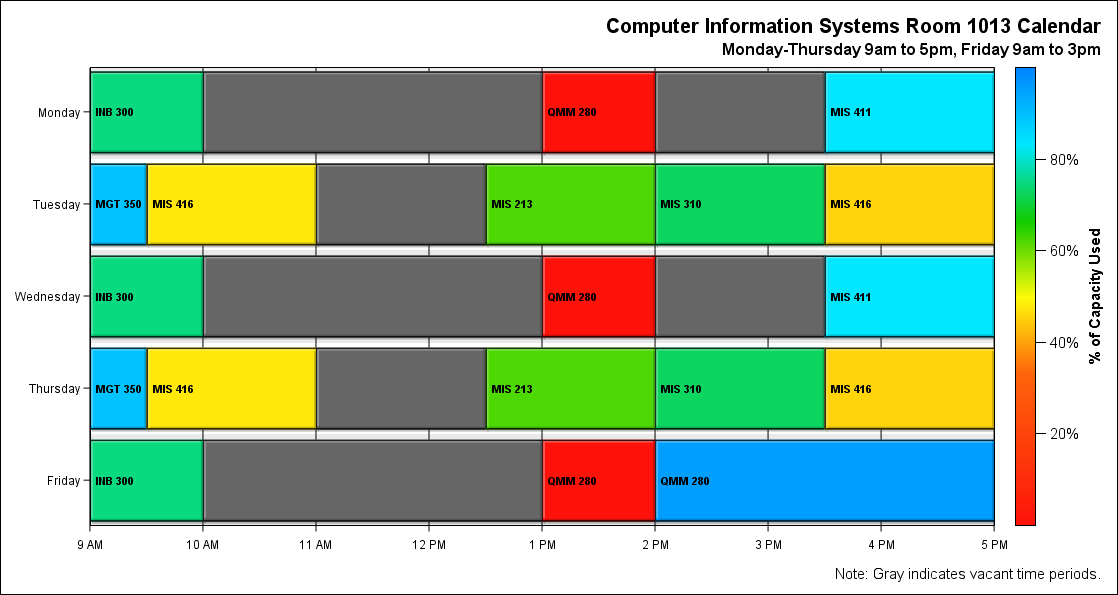 Computer Information Systems Room 1013 Calendar
Monday-Thursday 9am to 5pm, Friday 9am to 3pm
Monday
INB 300
QMM 280
MIS 411
Tuesday
MGT 350
MIS 416
MIS 213
MIS 310
MIS 416
Wednesday
INB 300
QMM 280
MIS 411
Thursday
MGT 350
MIS 416
MIS 213
MIS 310
MIS 416
Friday
INB 300
QMM 280
QMM 280
9 AM
10 AM
11 AM
12 PM
1 PM
2 PM
3 PM
4 PM
5 PM
80%
60%
40%
20%
% of Capacity Used
Note: Gray indicates vacant time periods.